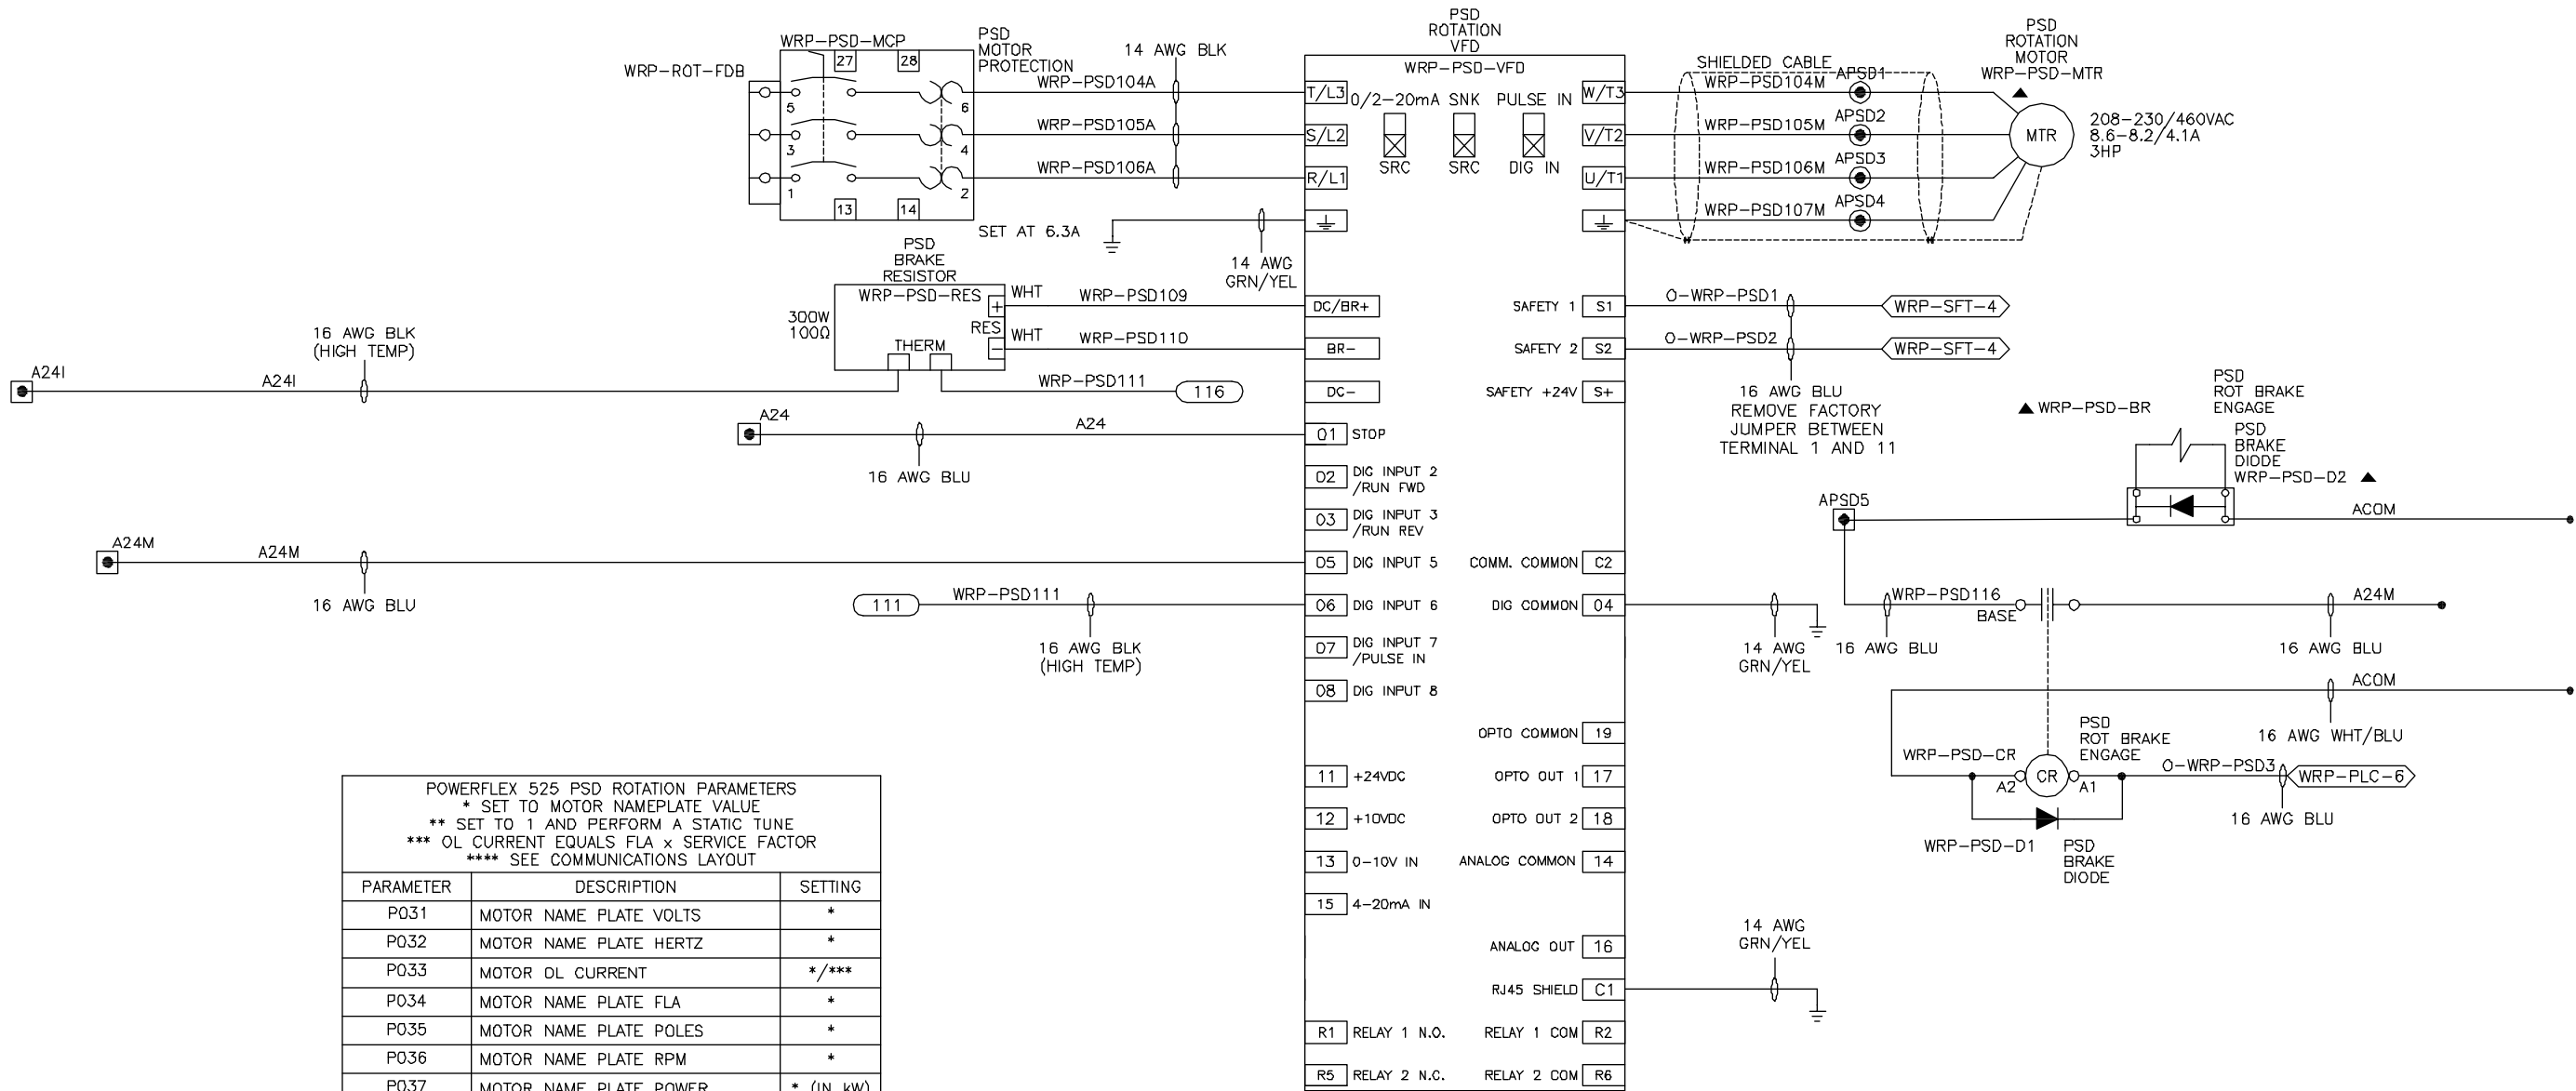 WRP-ROT-FDB
WRP-PSD-MCP
27
28
5
3
1
6
4
2
13
14
PSD
MOTOR
PROTECTION
SET AT 6.3A
14 AWG BLK
WRP-PSD104A
WRP-PSD105A
WRP-PSD106A
14 AWG
GRN/YEL
PSD
BRAKE
RESISTOR
WRP-PSD-RES
300W
100Ω
THERM
+
RES
-
WHT
WRP-PSD109
WHT
WRP-PSD110
WRP-PSD111
116
16 AWG BLK
(HIGH TEMP)
A24I
A24I
A24
A24
16 AWG BLU
A24M
A24M
16 AWG BLU
111
WRP-PSD111
16 AWG BLK
(HIGH TEMP)
PSD
ROTATION
VFD
WRP-PSD-VFD
T/L3
S/L2
R/L1
0/2-20mA
SRC
SNK
SRC
PULSE IN
DIG IN
W/T3
V/T2
U/T1
DC/BR+
BR-
DC-
01 STOP
02 DIG INPUT 2
/RUN FWD
03 DIG INPUT 3
/RUN REV
05 DIG INPUT 5
06 DIG INPUT 6
07 DIG INPUT 7
/PULSE IN
08 DIG INPUT 8
11 +24VDC
12 +10VDC
13 0-10V IN
15 4-20mA IN
R1 RELAY 1 N.O.
R5 RELAY 2 N.C.
SAFETY 1 S1
SAFETY 2 S2
SAFETY +24V S+
COMM. COMMON C2
DIG COMMON 04
OPTO COMMON 19
OPTO OUT 1 17
OPTO OUT 2 18
ANALOG COMMON 14
ANALOG OUT 16
RJ45 SHIELD C1
RELAY 1 COM R2
RELAY 2 COM R6
SHIELDED CABLE
WRP-PSD104M
APSD1
WRP-PSD105M
APSD2
WRP-PSD106M
APSD3
WRP-PSD107M
APSD4
PSD
ROTATION
MOTOR
WRP-PSD-MTR
MTR
208-230/460VAC
8.6-8.2/4.1A
3HP
O-WRP-PSD1
WRP-SFT-4
O-WRP-PSD2
WRP-SFT-4
16 AWG BLU
REMOVE FACTORY
JUMPER BETWEEN
TERMINAL 1 AND 11
14 AWG
GRN/YEL
14 AWG
GRN/YEL
WRP-PSD-BR
PSD
ROT BRAKE
ENGAGE
PSD
BRAKE
DIODE
WRP-PSD-D2
APSD5
ACOM
WRP-PSD116
BASE
16 AWG BLU
A24M
16 AWG BLU
ACOM
16 AWG WHT/BLU
WRP-PSD-CR
PSD
ROT BRAKE
ENGAGE
A2
CR
A1
O-WRP-PSD3
WRP-PLC-6
16 AWG BLU
WRP-PSD-D1
PSD
BRAKE
DIODE
POWERFLEX 525 PSD ROTATION PARAMETERS
* SET TO MOTOR NAMEPLATE VALUE
** SET TO 1 AND PERFORM A STATIC TUNE
*** OL CURRENT EQUALS FLA x SERVICE FACTOR
**** SEE COMMUNICATIONS LAYOUT
PARAMETER DESCRIPTION SETTING
P031 MOTOR NAME PLATE VOLTS *
P032 MOTOR NAME PLATE HERTZ *
P033 MOTOR OL CURRENT */***
P034 MOTOR NAME PLATE FLA *
P035 MOTOR NAME PLATE POLES *
P036 MOTOR NAME PLATE RPM *
P037 MOTOR NAME PLATE POWER * (IN kW)